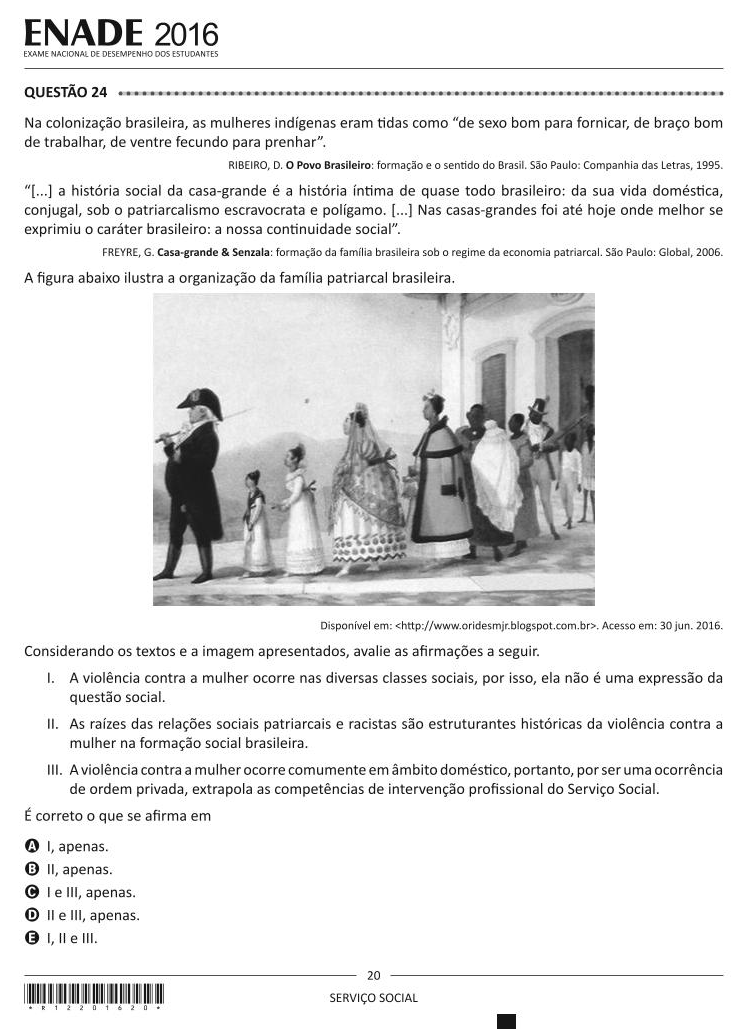 ENADE 2016
EXAME NACIONAL DE DESEMPENHO DOS ESTUDANTES
QUESTÃO 24
Na colonização brasileira, as mulheres indígenas eram tidas como “de sexo bom para fornicar, de braço bom
de trabalhar, de ventre fecundo para prenhar”.
RIBEIRO, D. O Povo Brasileiro: formação e o sentido do Brasil. São Paulo: Companhia das Letras, 1995.
“[...] a história social da casa-grande é a história íntima de quase todo brasileiro: da sua vida doméstica,
conjugal, sob o patriarcalismo escravocrata e polígamo. [...] Nas casas-grandes foi até hoje onde melhor se
exprimiu o caráter brasileiro: a nossa continuidade social”.
FREYRE, G. Casa-grande & Senzala: formação da família brasileira sob o regime da economia patriarcal. São Paulo: Global, 2006.
A figura abaixo ilustra a organização da família patriarcal brasileira.
Disponível em: <http://www.oridesmjr.blogspot.com.br>. Acesso em: 30 jun. 2016.
Considerando os textos e a imagem apresentados, avalie as afirmações a seguir.
I. A violência contra a mulher ocorre nas diversas classes sociais, por isso, ela não é uma expressão da
questão social.
II. As raízes das relações sociais patriarcais e racistas são estruturantes históricas da violência contra a
mulher na formação social brasileira.
III. A violência contra a mulher ocorre comumente em âmbito doméstico, portanto, por ser uma ocorrência
de ordem privada, extrapola as competências de intervenção profissional do Serviço Social.
É correto o que se afirma em
A I, apenas.
B II, apenas.
C I e III, apenas.
D II e III, apenas.
E I, II e III.
20
* R 1 2 2 0 1 6 2 0 *
SERVIÇO SOCIAL